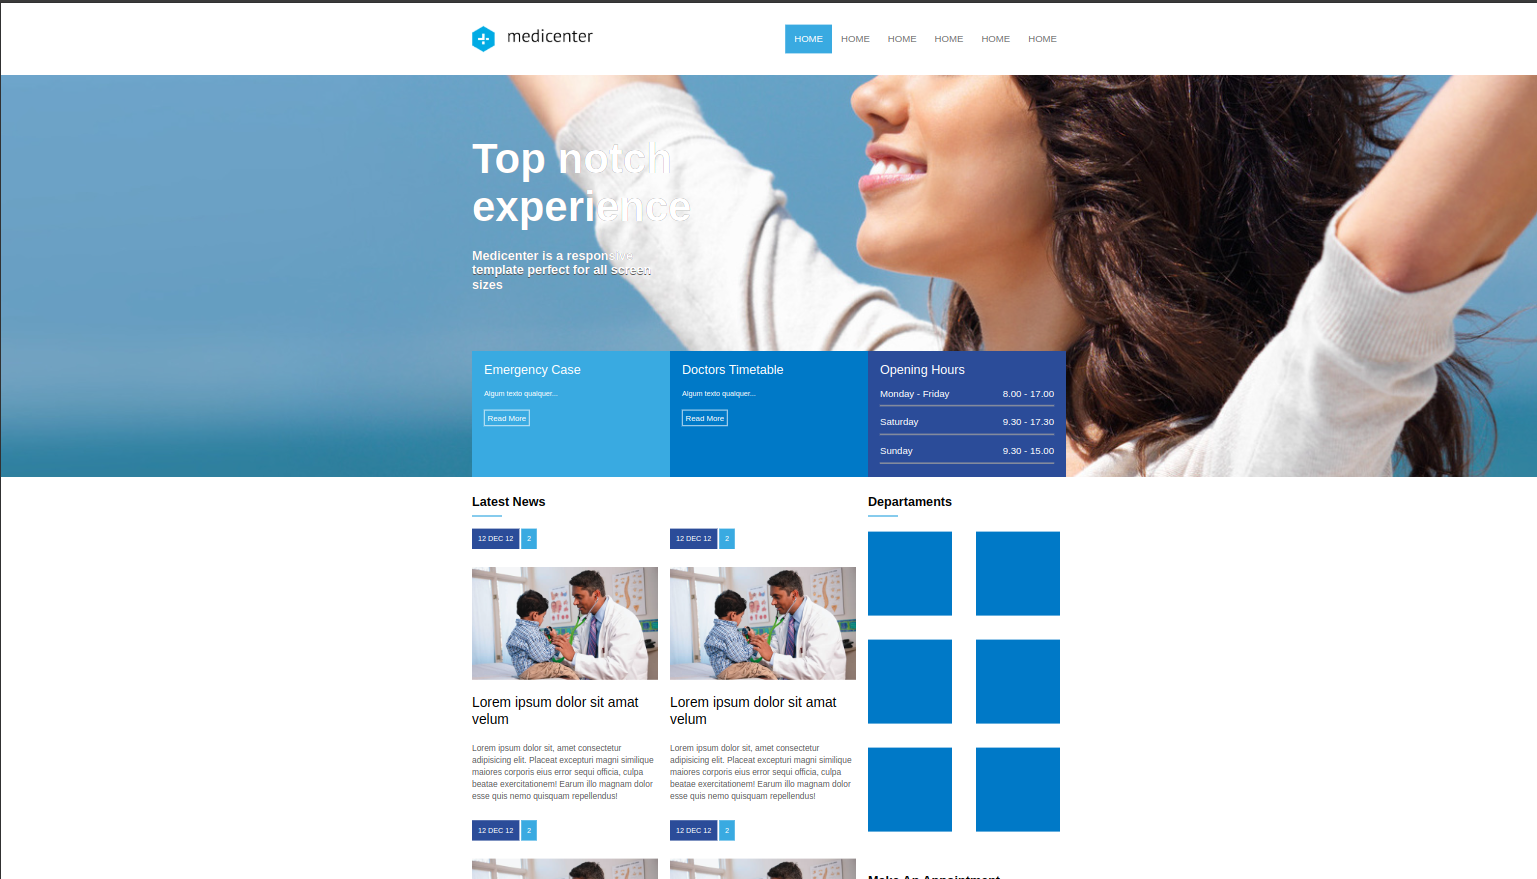 medicenter
HOME HOME HOME HOME HOME HOME
Top notch
experience
Medicenter is a responsive
template perfect for all screen
sizes
Emergency Case
Algum texto qualquer...
Read More
Doctors Timetable
Algum texto qualquer...
Read More
Opening Hours
Monday - Friday 8.00 - 17.00
Saturday 9.30 - 17.30
Sunday 9.30 - 15.00
Latest News
12 DEC 12 2
Lorem ipsum dolor sit amat
velum
Lorem ipsum dolor sit, amet consectetur
adipisicing elit. Placeat excepturi magni similique
maiores corporis eius error sequi officia, culpa
beatae exercitationem! Earum illo magnam dolor
esse quis nemo quisquam repellendus!
12 DEC 12 2
12 DEC 12 2
Lorem ipsum dolor sit amat
velum
Lorem ipsum dolor sit, amet consectetur
adipisicing elit. Placeat excepturi magni similique
maiores corporis eius error sequi officia, culpa
beatae exercitationem! Earum illo magnam dolor
esse quis nemo quisquam repellendus!
12 DEC 12 2
Departaments
Make An Appointment